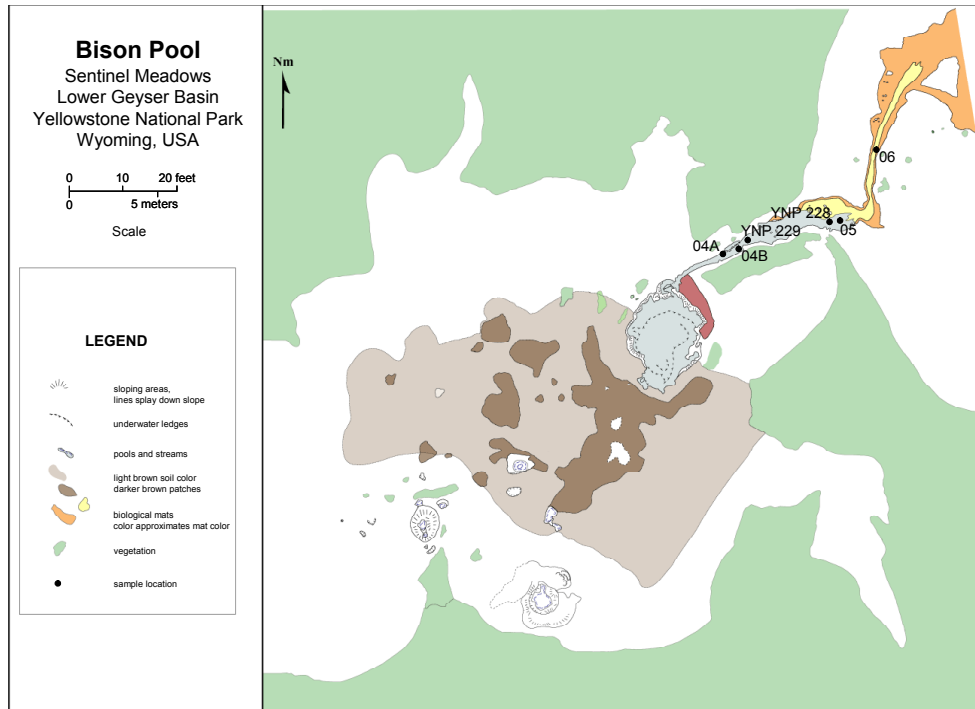 Bison Pool
Sentinel Meadows
Lower Geyser Basin
Yellowstone National Park
Wyoming, USA
0 10 20 feet
0 5 meters
Scale
LEGEND
sloping areas,
lines splay down slope
underwater ledges
pools and streams
light brown soil color
darker brown patches
biological mats
color approximates mat color
vegetation
sample location
Nm
06
YNP 228
05
YNP 229
04A
04B